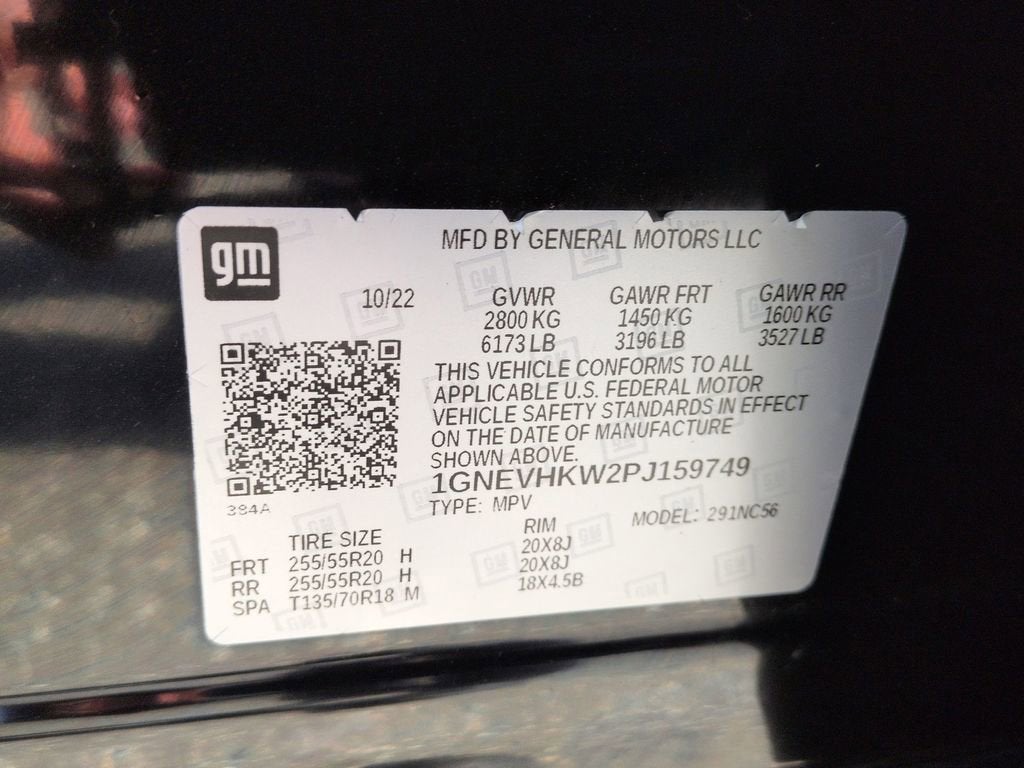 gm
MFD BY GENERAL MOTORS LLC
10/22 GVWR GAWR FRT GAWR RR
2800 KG 1450 KG 1600 KG
6173 LB 3196 LB 3527 LB
THIS VEHICLE CONFORMS TO ALL
APPLICABLE U.S. FEDERAL MOTOR
VEHICLE SAFETY STANDARDS IN EFFECT
ON THE DATE OF MANUFACTURE
SHOWN ABOVE.
1GNEVHKW2PJ159749
384A
TYPE: MPV MODEL: 291NC56
TIRE SIZE RIM
FRT 255/55R20 H 20X8J
RR 255/55R20 H 20X8J
SPA T135/70R18 M 18X4.5B